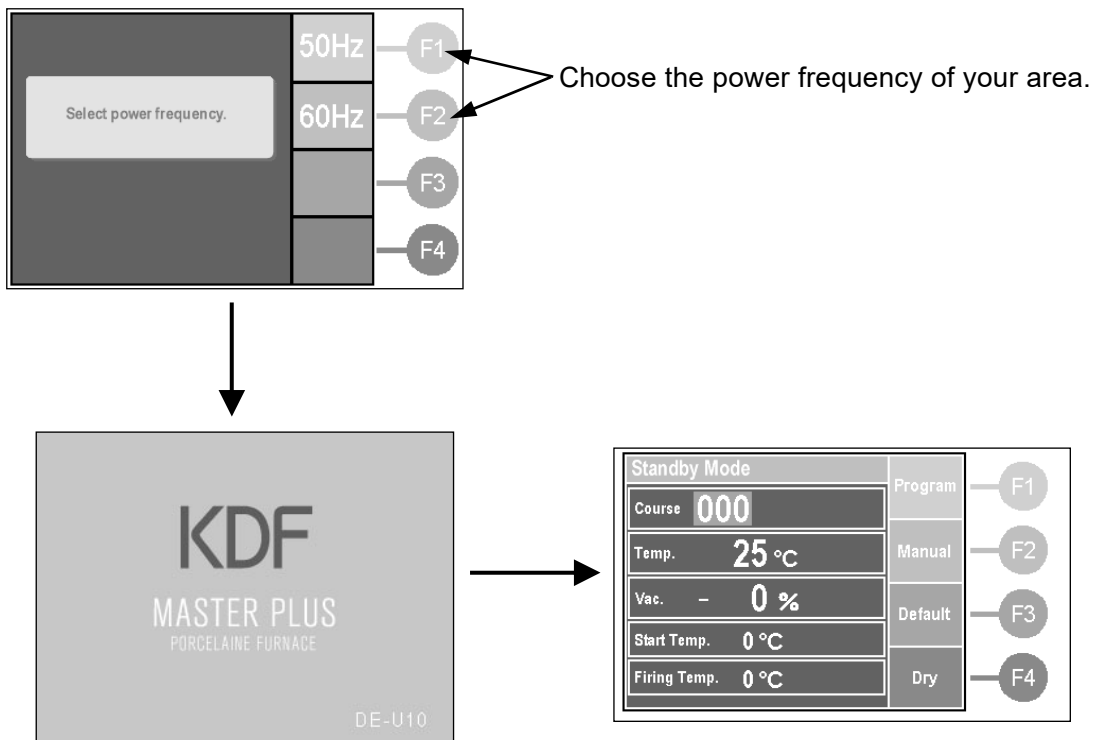 50Hz
F1
Choose the power frequency of your area.
Select power frequency.
60Hz
F2
F3
F4
KDF
MASTER PLUS
PORCELAINE FURNACE
DE-U10
Standby Mode
Program
F1
Course 000
Temp. 25 °C
Manual
F2
Vac. - 0 %
Default
F3
Start Temp. 0 °C
Firing Temp. 0 °C
Dry
F4